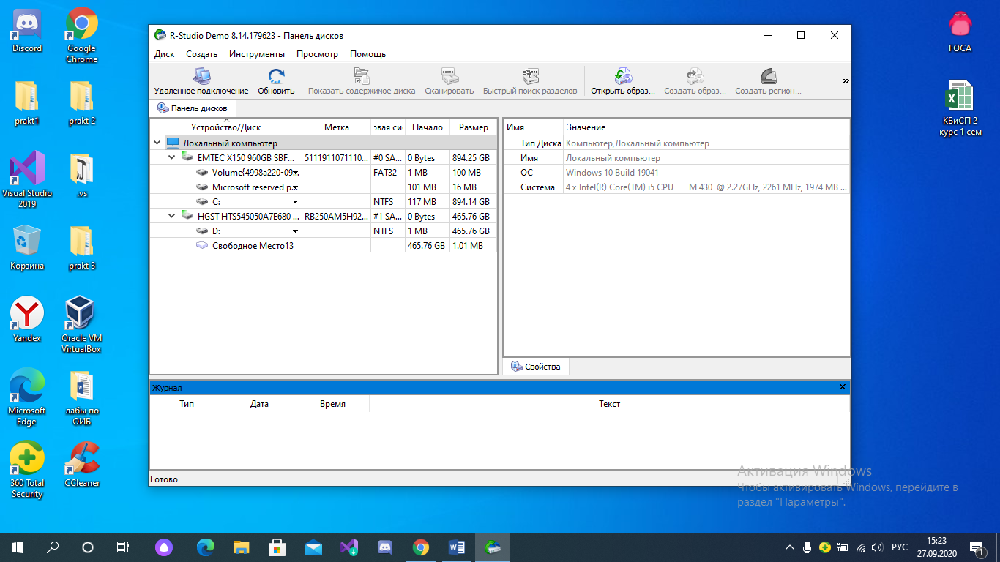 Discord
Google
Chrome
prakt1
prakt 2
Visual Studio
2019
.vs
Корзина
prakt 3
Yandex
Oracle VM
VirtualBox
Microsoft
Edge
лабы по
ОИБ
360 Total
Security
CCleaner
R-Studio Demo 8.14.179623 - Панель дисков
Диск Создать Инструменты Просмотр Помощь
Удаленное подключение Обновить Показать содержимое диска Сканировать Быстрый поиск разделов Открыть образ... Создать образ... Создать регион... »
Панель дисков
Устройство/Диск Метка овая си Начало Размер
Локальный компьютер
EMTEC X150 960GB SBF... 5111911071110... #0 SA... 0 Bytes 894.25 GB
Volume{4998a220-09... FAT32 1 MB 100 MB
Microsoft reserved p... 101 MB 16 MB
C: NTFS 117 MB 894.14 GB
HGST HTS545050A7E680 ... RB250AM5H92... #1 SA... 0 Bytes 465.76 GB
D: NTFS 1 MB 465.76 GB
Свободное Место13 465.76 GB 1.01 MB
Имя Значение
Тип Диска Компьютер,Локальный компьютер
Имя Локальный компьютер
ОС Windows 10 Build 19041
Система 4 x Intel(R) Core(TM) i5 CPU M 430 @ 2.27GHz, 2261 MHz, 1974 MB ...
Свойства
Журнал
Тип Дата Время Текст
Готово
FOCA
КБиСП 2
курс 1 сем
Активация Windows
Чтобы активировать Windows, перейдите в
раздел "Параметры".
РУС
15:23
27.09.2020
1